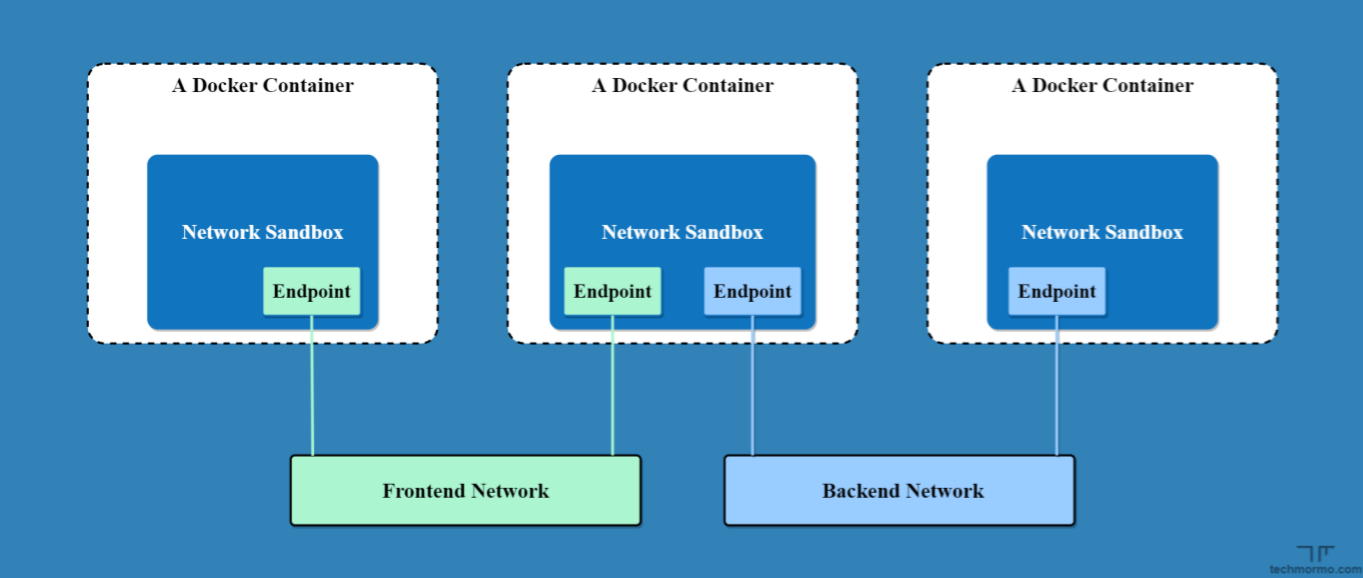 A Docker Container
A Docker Container
A Docker Container
Network Sandbox
Network Sandbox
Network Sandbox
Endpoint
Endpoint
Endpoint
Endpoint
Frontend Network
Backend Network
techmormo.com